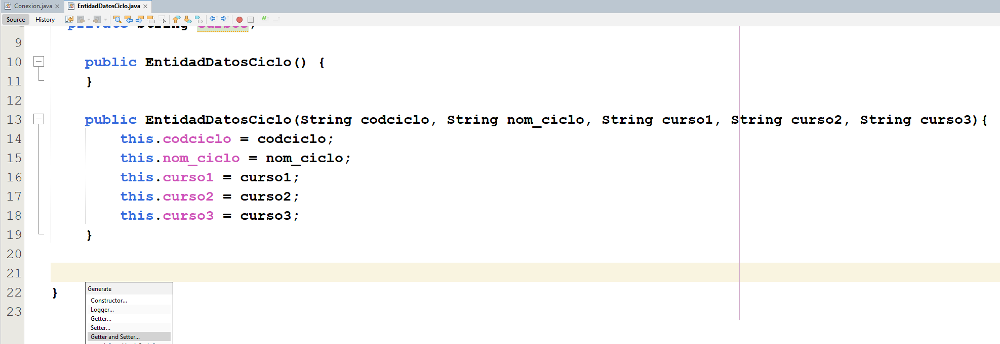 Conexion.java × EntidadDatosCiclo.java ×
Source History
private String curso3;
9
10 public EntidadDatosCiclo() {
11 }
12
13 public EntidadDatosCiclo(String codciclo, String nom_ciclo, String curso1, String curso2, String curso3){
14 this.codciclo = codciclo;
15 this.nom_ciclo = nom_ciclo;
16 this.curso1 = curso1;
17 this.curso2 = curso2;
18 this.curso3 = curso3;
19 }
20
21
22 }
23
Generate
Constructor...
Logger...
Getter...
Setter...
Getter and Setter...